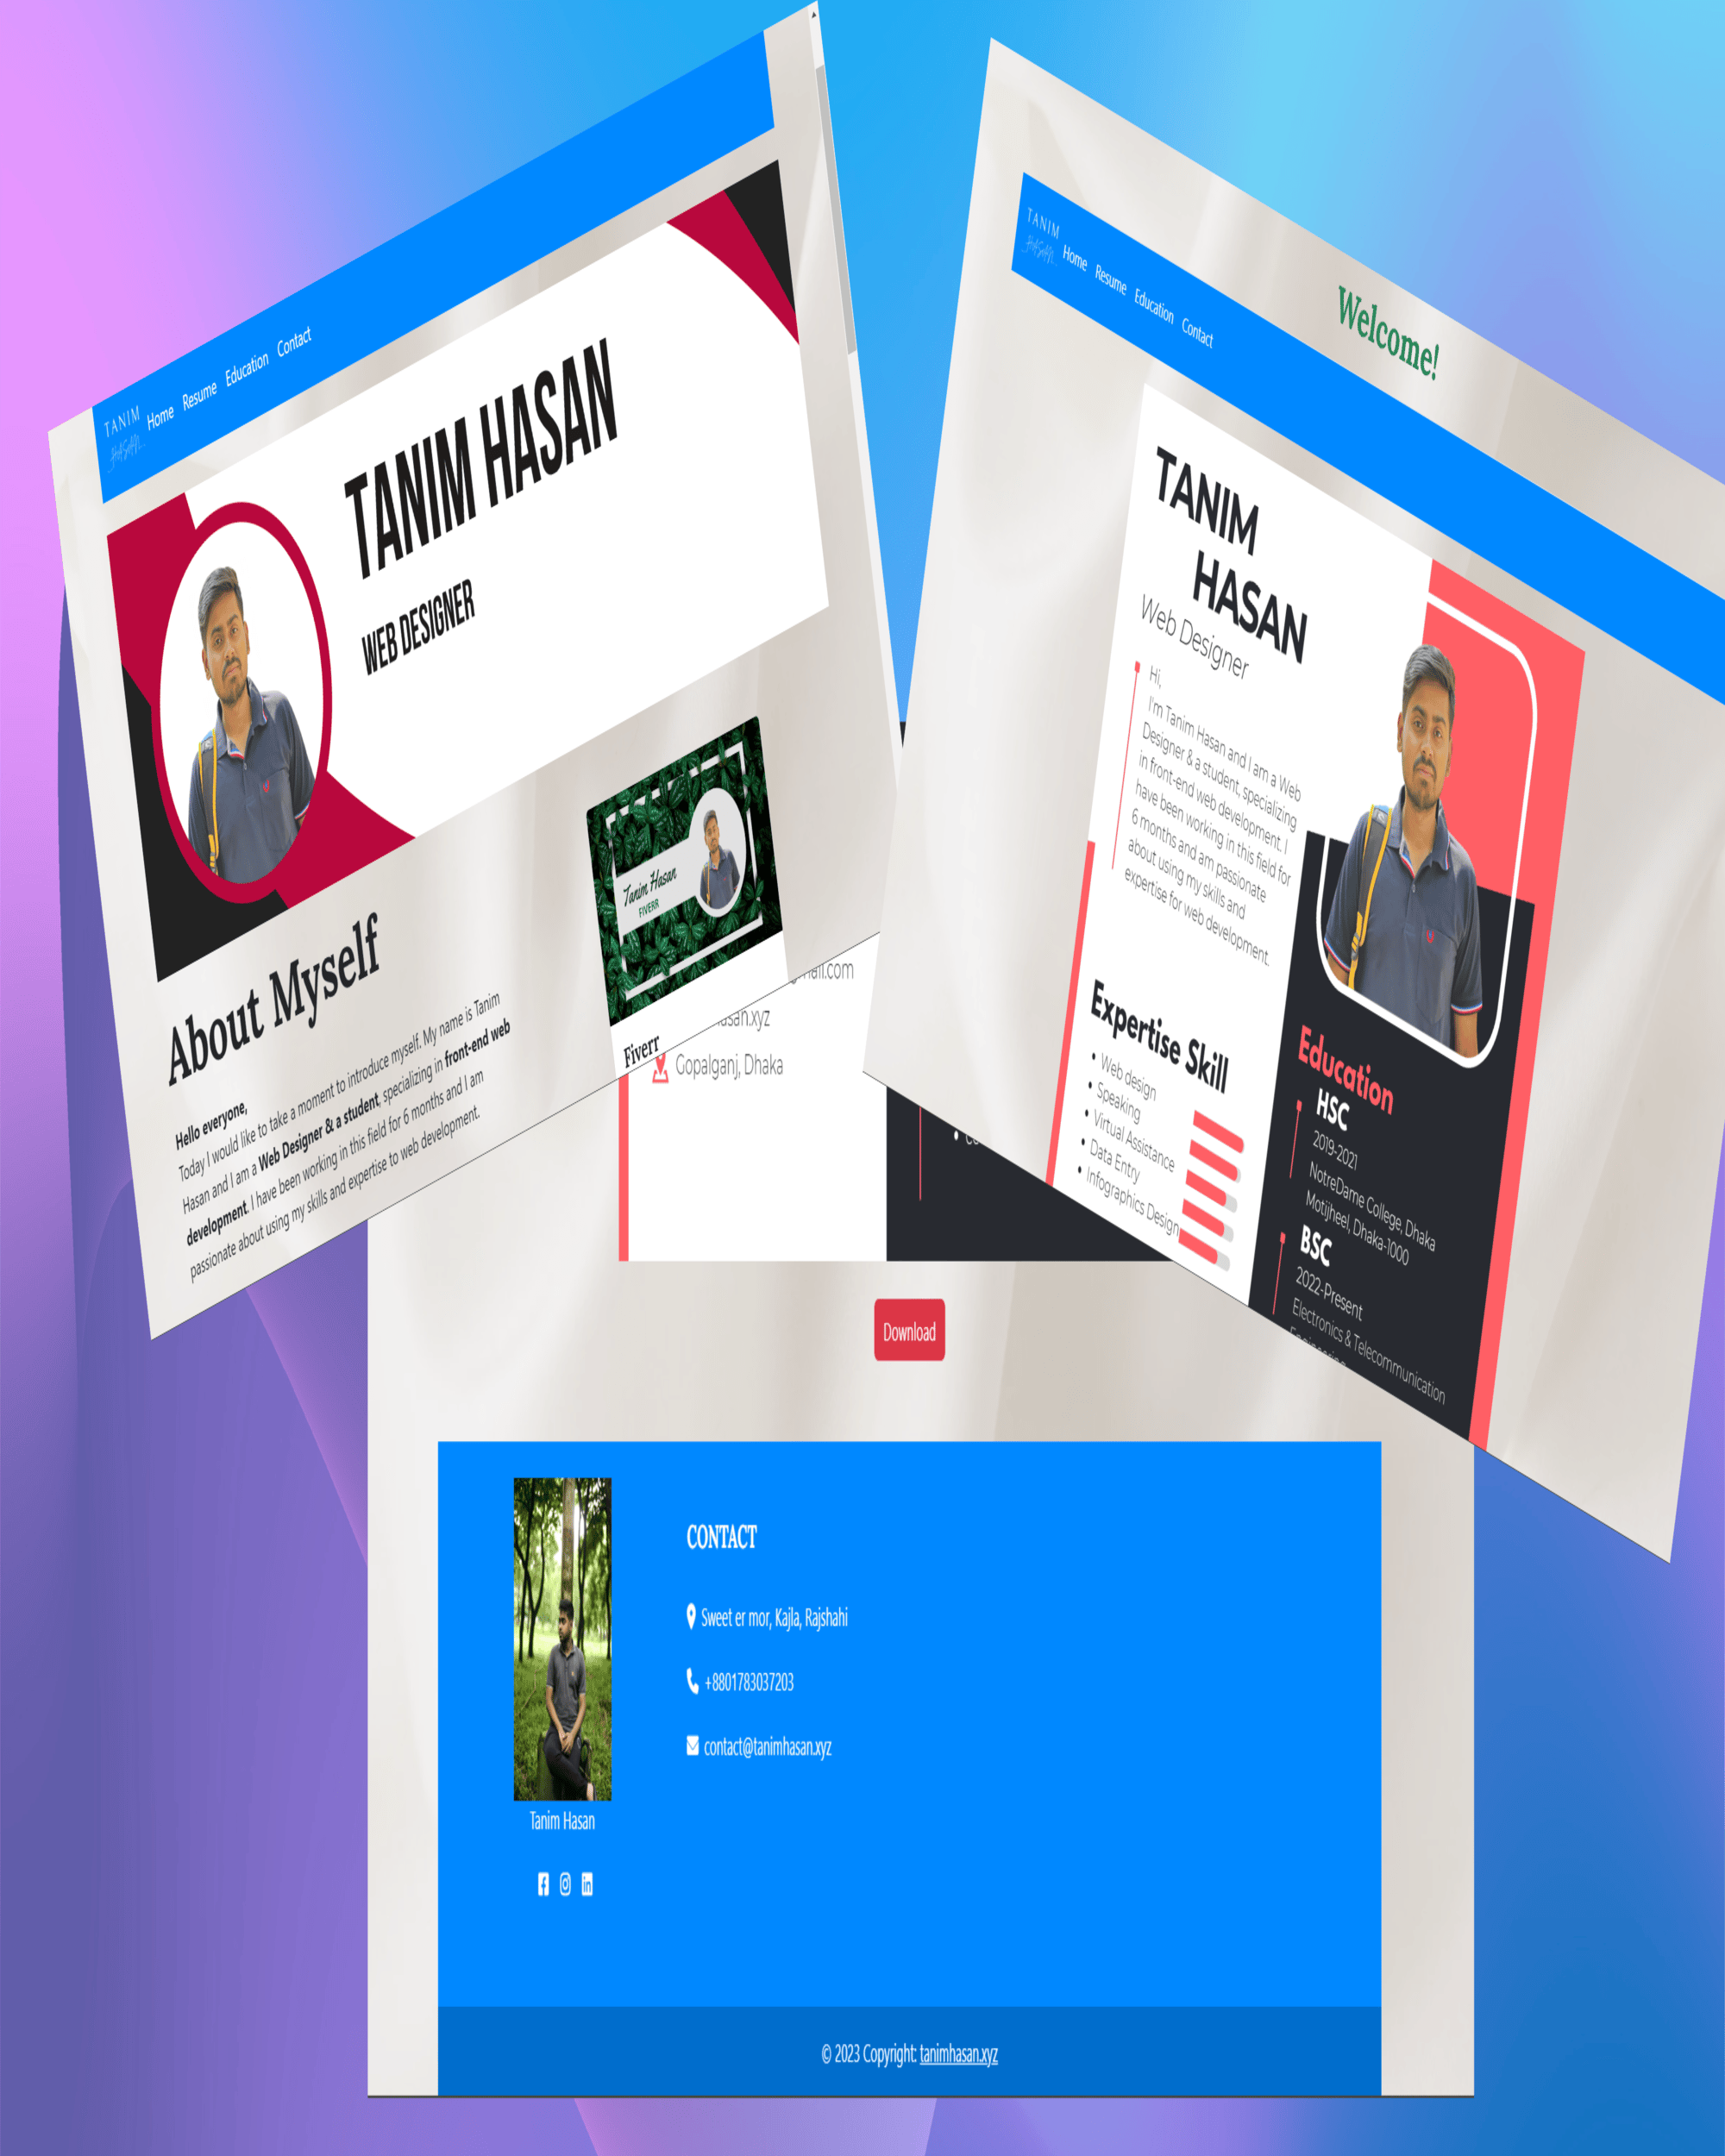 TANIM
HASAN
Home Resume Education Contact
TANIM HASAN
WEB DESIGNER
Tanim Hasan
FIVERR
Fiverr
About Myself
Hello everyone,
Today I would like to take a moment to introduce myself. My name is Tanim
Hasan and I am a Web Designer & a student, specializing in front-end web
development. I have been working in this field for 6 months and I am
passionate about using my skills and expertise to web development.
Welcome!
TANIM
HASAN
Home Resume Education Contact
TANIM
HASAN
Web Designer
Hi,
I'm Tanim Hasan and I am a Web
Designer & a student, specializing
in front-end web development. I
have been working in this field for
6 months and am passionate
about using my skills and
expertise for web development.
Expertise Skill
Web design
Speaking
Virtual Assistance
Data Entry
Infographics Design
Education
HSC
2019-2021
NotreDame College, Dhaka
Motijheel, Dhaka-1000
BSC
2022-Present
Electronics & Telecommunication
Gopalganj, Dhaka
Download
CONTACT
Sweet er mor, Kajla, Rajshahi
+8801783037203
contact@tanimhasan.xyz
Tanim Hasan
© 2023 Copyright: tanimhasan.xyz